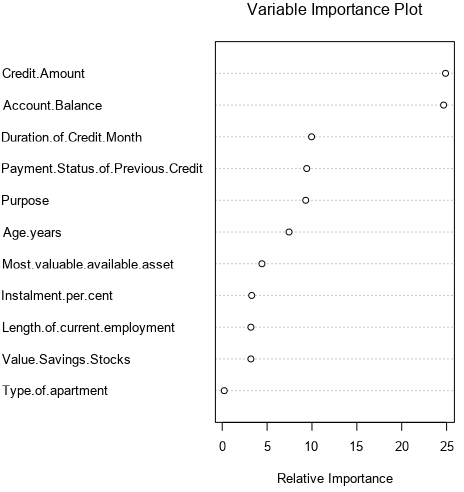 Variable Importance Plot
Credit.Amount
Account.Balance
Duration.of.Credit.Month
Payment.Status.of.Previous.Credit
Purpose
Age.years
Most.valuable.available.asset
Instalment.per.cent
Length.of.current.employment
Value.Savings.Stocks
Type.of.apartment
0 5 10 15 20 25
Relative Importance